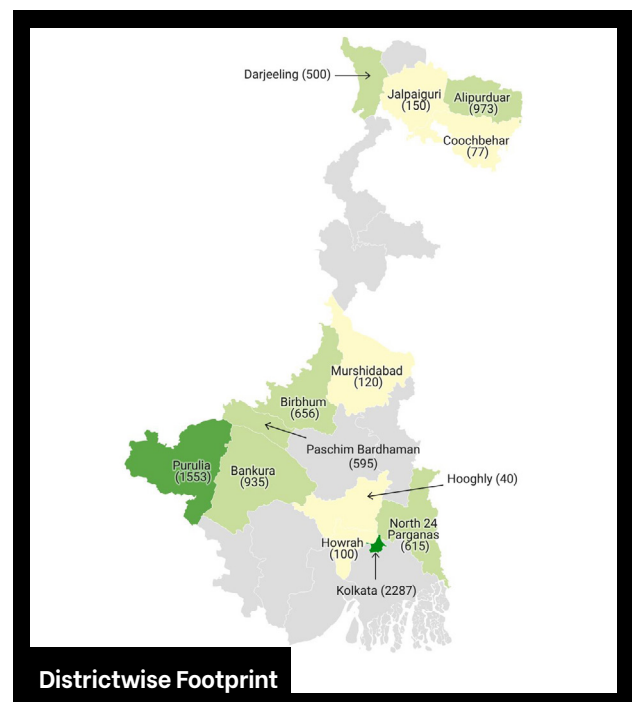 Darjeeling (500)
Jalpaiguri
(150)
Alipurduar
(973)
Coochbehar
(77)
Murshidabad
(120)
Birbhum
(656)
Paschim Bardhaman
(595)
Purulia
(1553)
Bankura
(935)
Hooghly (40)
North 24
Parganas
(615)
Howrah
(100)
Kolkata (2287)
Districtwise Footprint